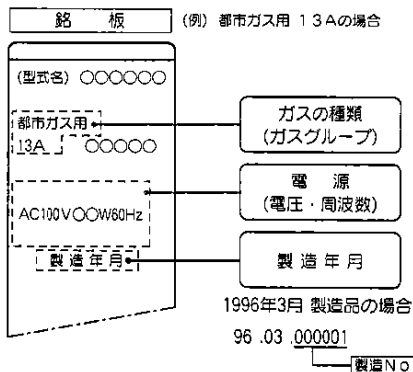 銘板
(例) 都市ガス用 13Aの場合
(型式名) ○○○○○○
都市ガス用
13A ○○○○○
AC100V○○W60Hz
製造年月
ガスの種類
(ガスグループ)
電源
(電圧・周波数)
製造年月
1996年3月 製造品の場合
96 .03 .000001
製造No